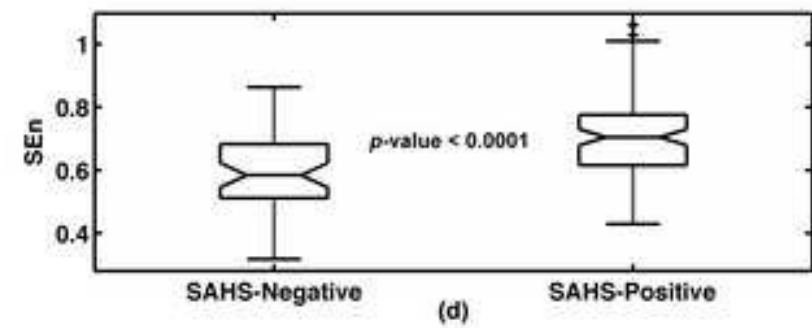 1
0.8
SEn
p-value < 0.0001
0.6
0.4
SAHS-Negative
SAHS-Positive
(d)